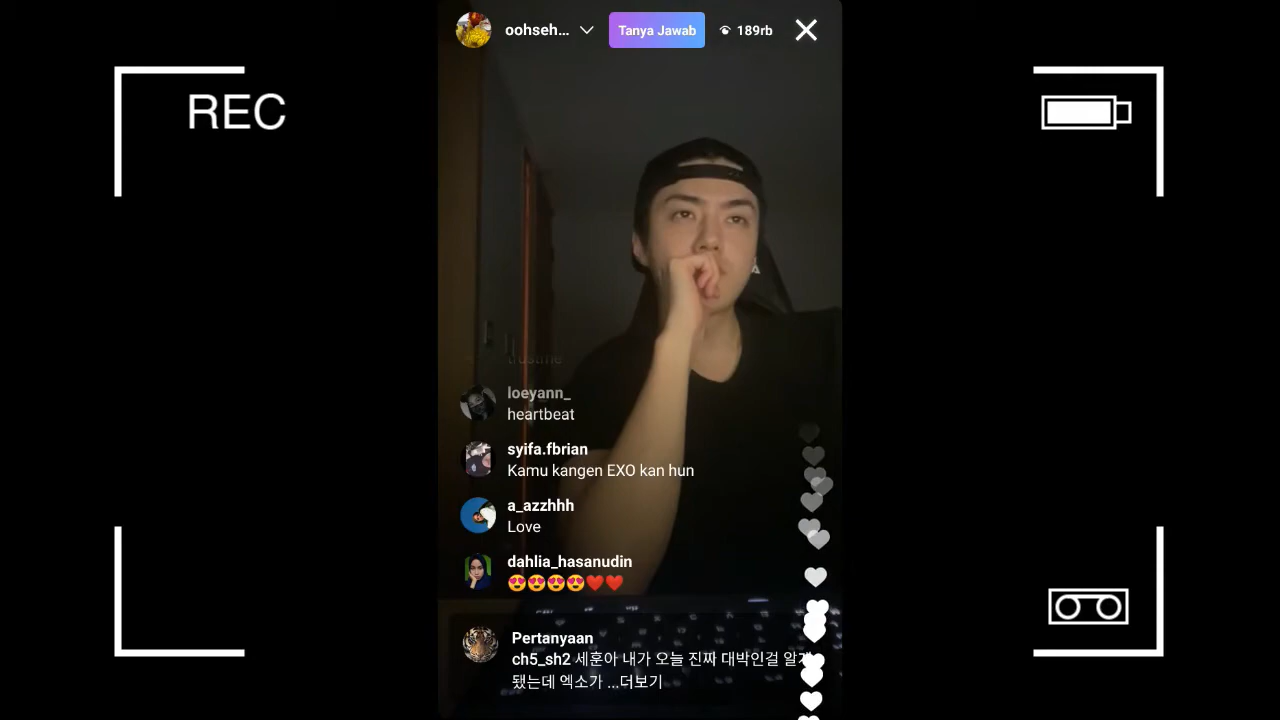 oohseh...
Tanya Jawab
189rb
REC
trustme
loeyann_
heartbeat
syifa.fbrian
Kamu kangen EXO kan hun
a_azzhhh
Love
dahlia_hasanudin
😍😍😍😍❤️❤️
Pertanyaan
ch5_sh2 세훈아 내가 오늘 진짜 대박인걸 알게
됐는데 엑소가 ...더보기